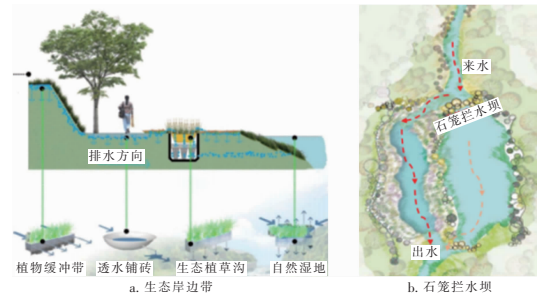 排水方向
植物缓冲带 透水铺砖 生态植草沟 自然湿地
a. 生态岸边带
来水
石笼拦水坝
出水
b. 石笼拦水坝